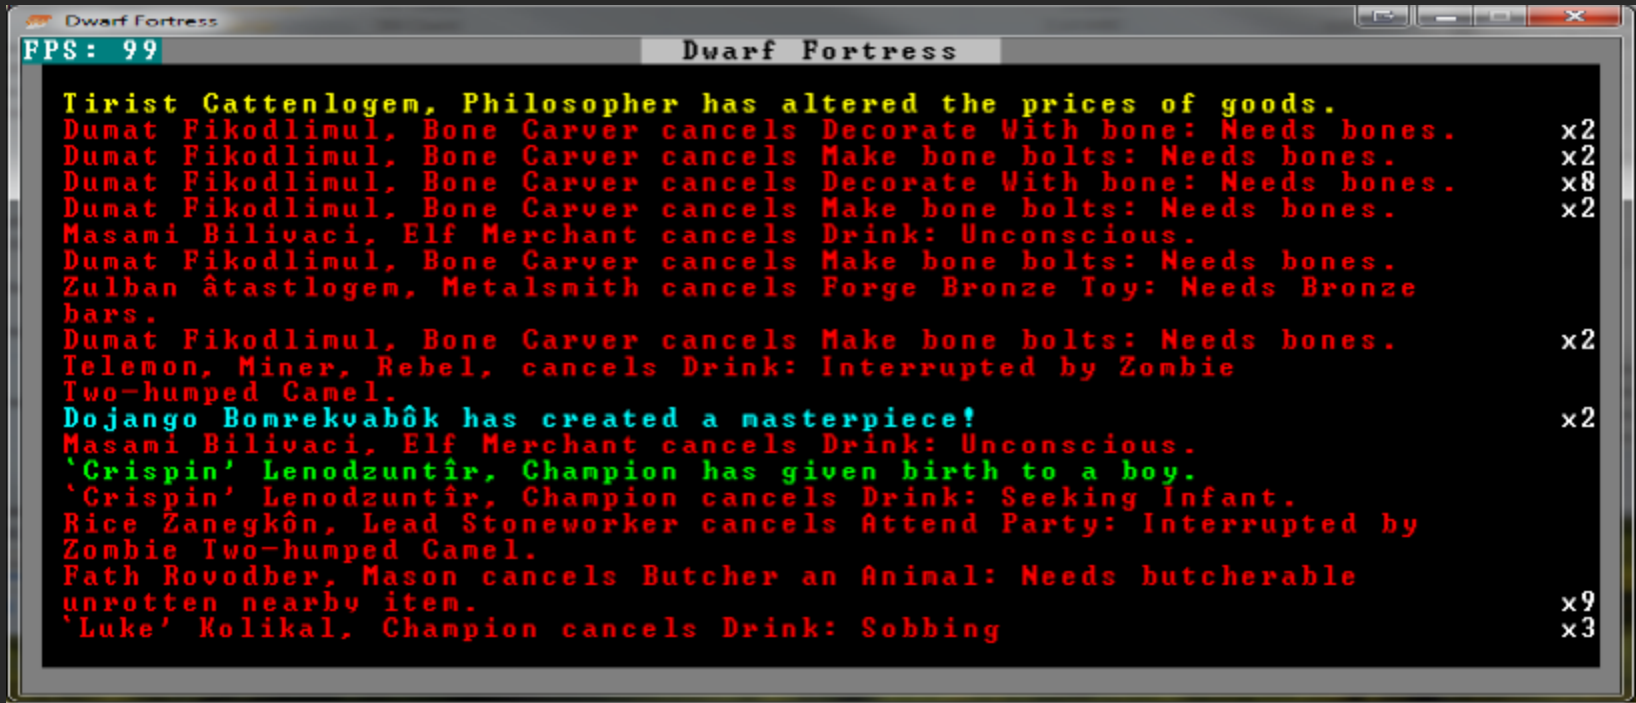 Dwarf Fortress
FPS: 99
Dwarf Fortress
Tirist Cattenlogem, Philosopher has altered the prices of goods.
Dumat Fikodlimul, Bone Carver cancels Decorate With bone: Needs bones. x2
Dumat Fikodlimul, Bone Carver cancels Make bone bolts: Needs bones. x2
Dumat Fikodlimul, Bone Carver cancels Decorate With bone: Needs bones. x8
Dumat Fikodlimul, Bone Carver cancels Make bone bolts: Needs bones. x2
Masami Bilivaci, Elf Merchant cancels Drink: Unconscious.
Dumat Fikodlimul, Bone Carver cancels Make bone bolts: Needs bones.
Zulban âtastlogem, Metalsmith cancels Forge Bronze Toy: Needs Bronze
bars.
Dumat Fikodlimul, Bone Carver cancels Make bone bolts: Needs bones. x2
Telemon, Miner, Rebel, cancels Drink: Interrupted by Zombie
Two-humped Camel.
Dojango Bomrekvabôk has created a masterpiece! x2
Masami Bilivaci, Elf Merchant cancels Drink: Unconscious.
`Crispin' Lenodzuntîr, Champion has given birth to a boy.
`Crispin' Lenodzuntîr, Champion cancels Drink: Seeking Infant.
Rice Zanegkôn, Lead Stoneworker cancels Attend Party: Interrupted by
Zombie Two-humped Camel.
Fath Rovodber, Mason cancels Butcher an Animal: Needs butcherable
unrotten nearby item. x9
`Luke' Kolikal, Champion cancels Drink: Sobbing x3